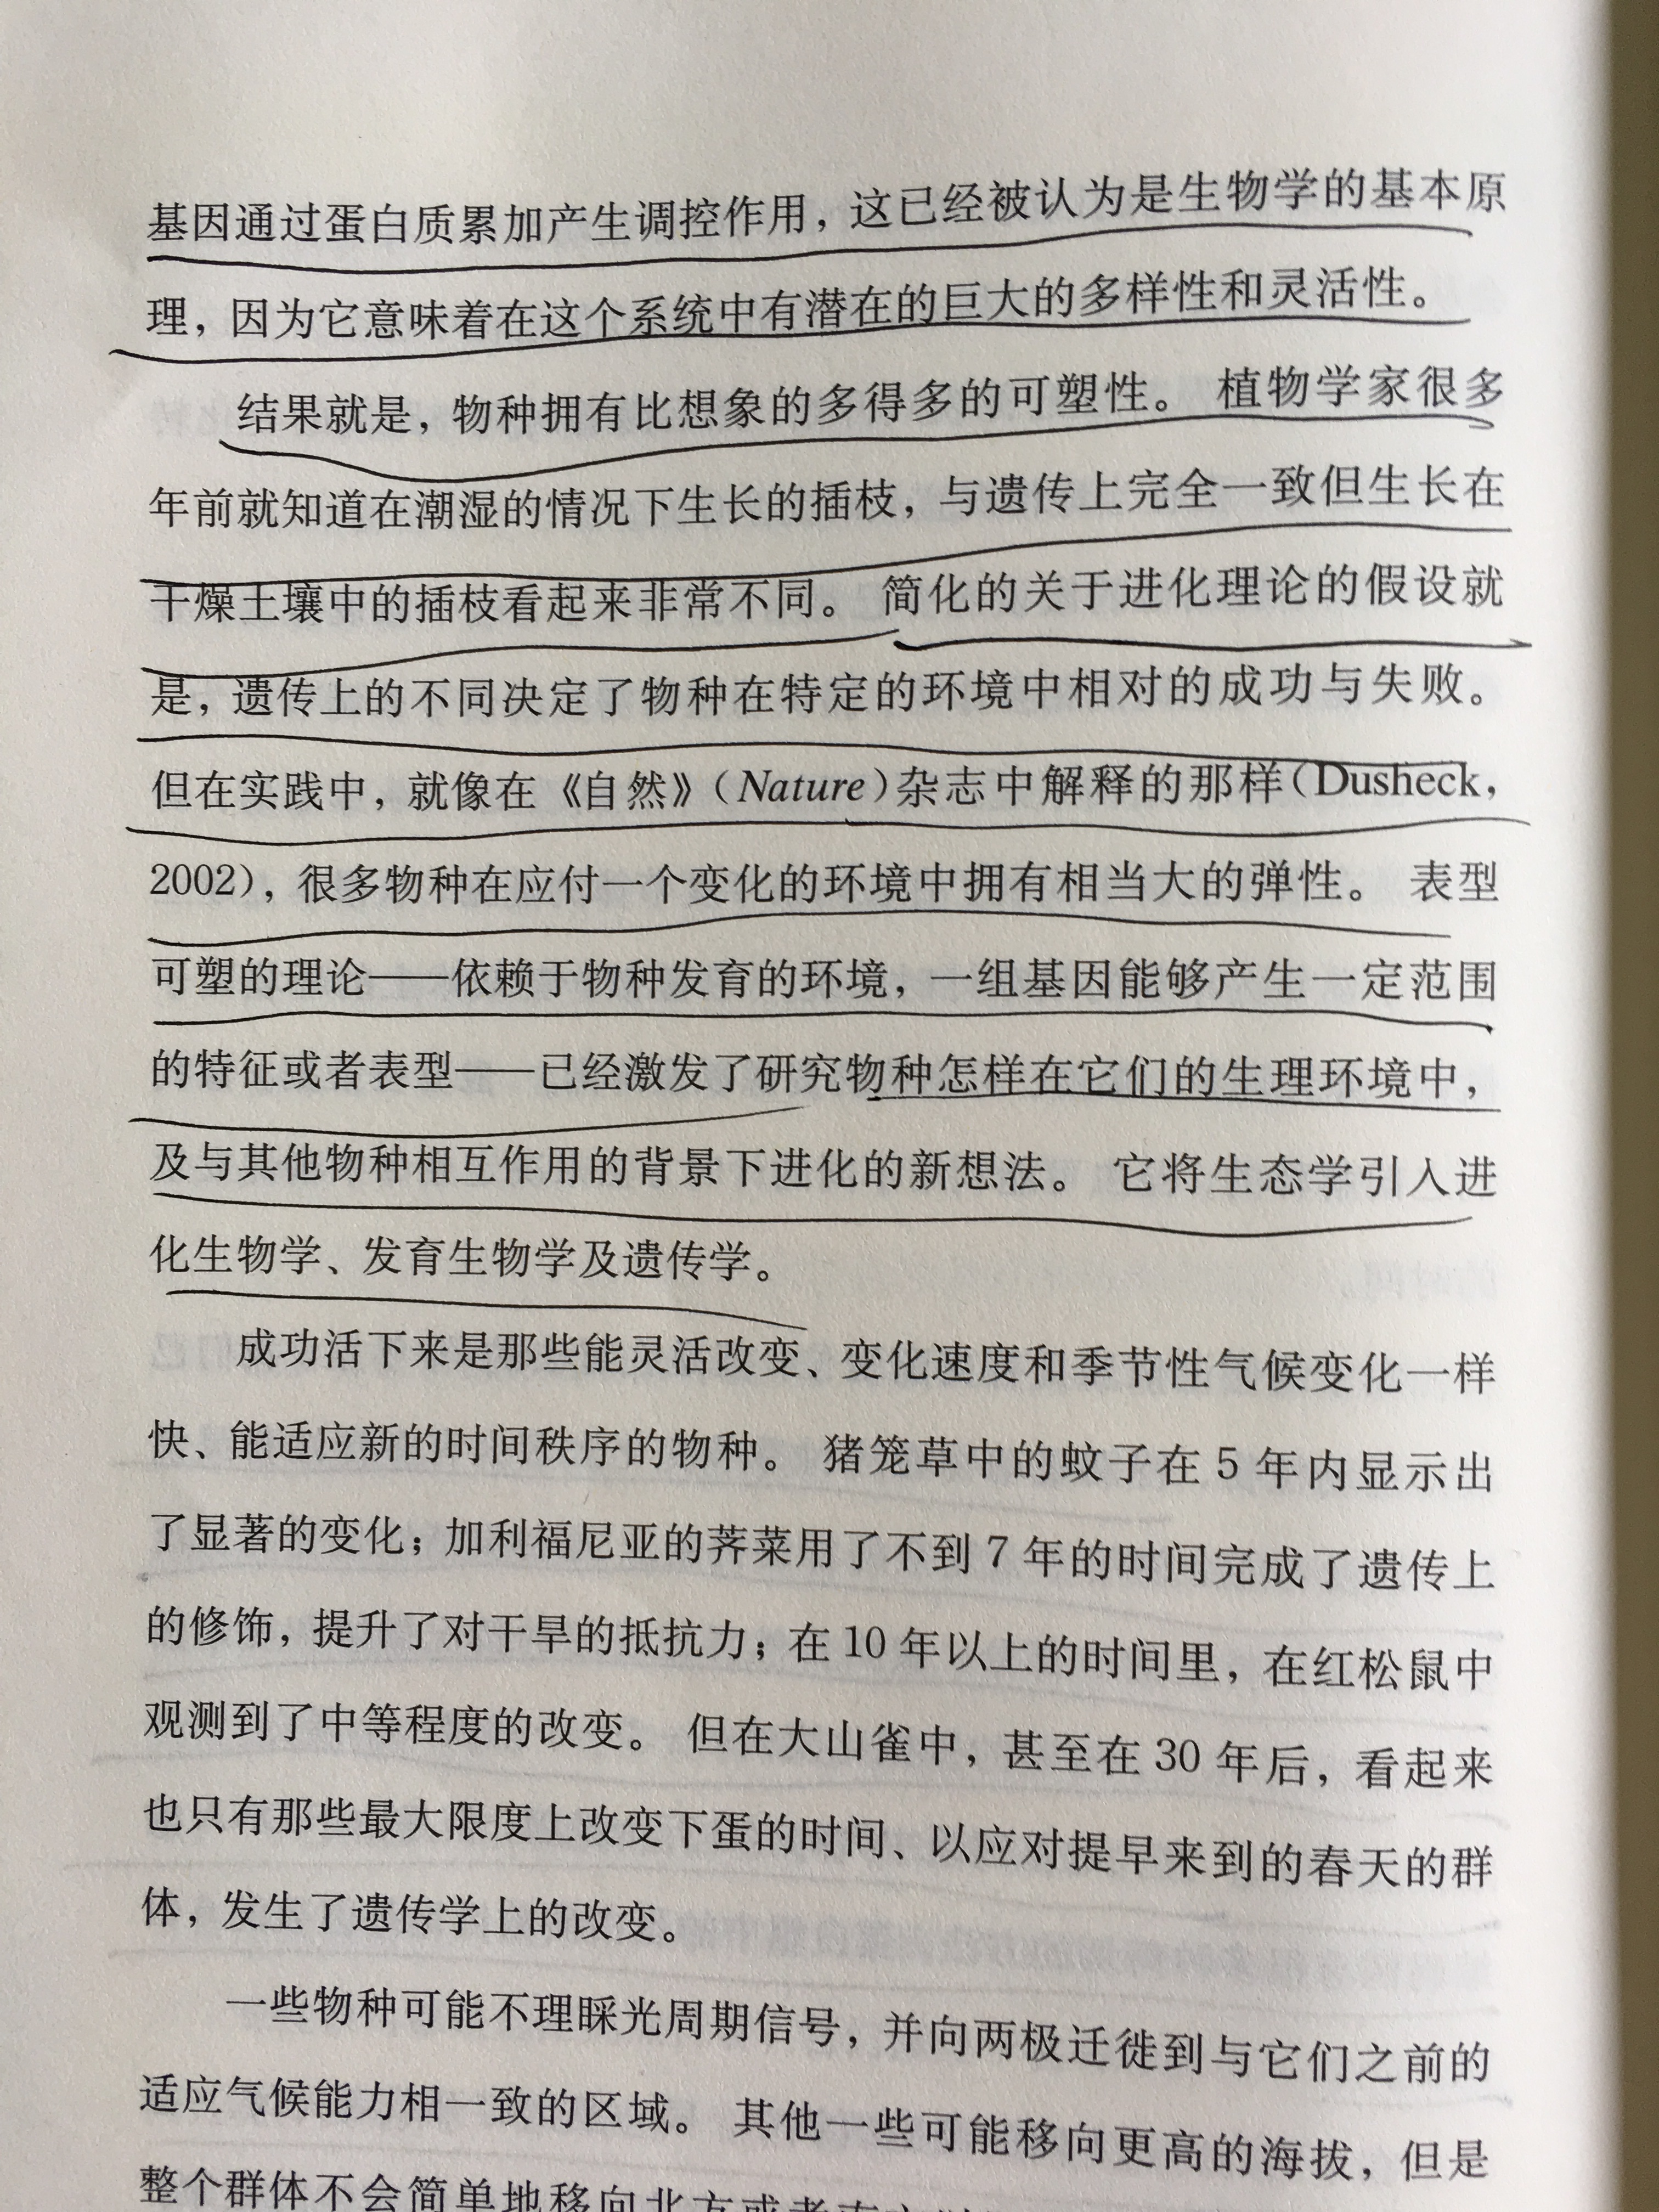 基因通过蛋白质累加产生调控作用，这已经被认为是生物学的基本原
理，因为它意味着在这个系统中有潜在的巨大的多样性和灵活性。
结果就是，物种拥有比想象的多得多的可塑性。 植物学家很多
年前就知道在潮湿的情况下生长的插枝，与遗传上完全一致但生长在
干燥土壤中的插枝看起来非常不同。 简化的关于进化理论的假设就
是，遗传上的不同决定了物种在特定的环境中相对的成功与失败。
但在实践中，就像在《自然》（Nature）杂志中解释的那样（Dusheck，
2002），很多物种在应付一个变化的环境中拥有相当大的弹性。 表型
可塑的理论——依赖于物种发育的环境，一组基因能够产生一定范围
的特征或者表型——已经激发了研究物种怎样在它们的生理环境中，
及与其他物种相互作用的背景下进化的新想法。 它将生态学引入进
化生物学、发育生物学及遗传学。
成功活下来是那些能灵活改变、变化速度和季节性气候变化一样
快、能适应新的时间秩序的物种。 猪笼草中的蚊子在 5 年内显示出
了显著的变化；加利福尼亚的荠菜用了不到 7 年的时间完成了遗传上
的修饰，提升了对干旱的抵抗力；在 10 年以上的时间里，在红松鼠中
观测到了中等程度的改变。 但在大山雀中，甚至在 30 年后，看起来
也只有那些最大限度上改变下蛋的时间、以应对提早来到的春天的群
体，发生了遗传学上的改变。
一些物种可能不理睬光周期信号，并向两极迁徙到与它们之前的
适应气候能力相一致的区域。 其他一些可能移向更高的海拔，但是
整个群体不会简单地移向北方或者